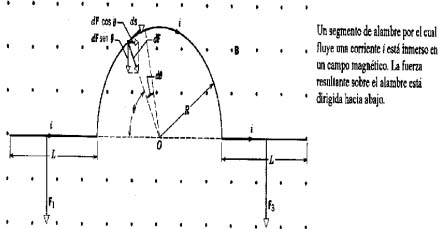 dF cos θ ds i
dF sen θ dF
B
dθ
θ R
i O i
L L
F₁ F₃
Un segmento de alambre por el cual
fluye una corriente i está inmerso en
un campo magnético. La fuerza
resultante sobre el alambre está
dirigida hacia abajo.